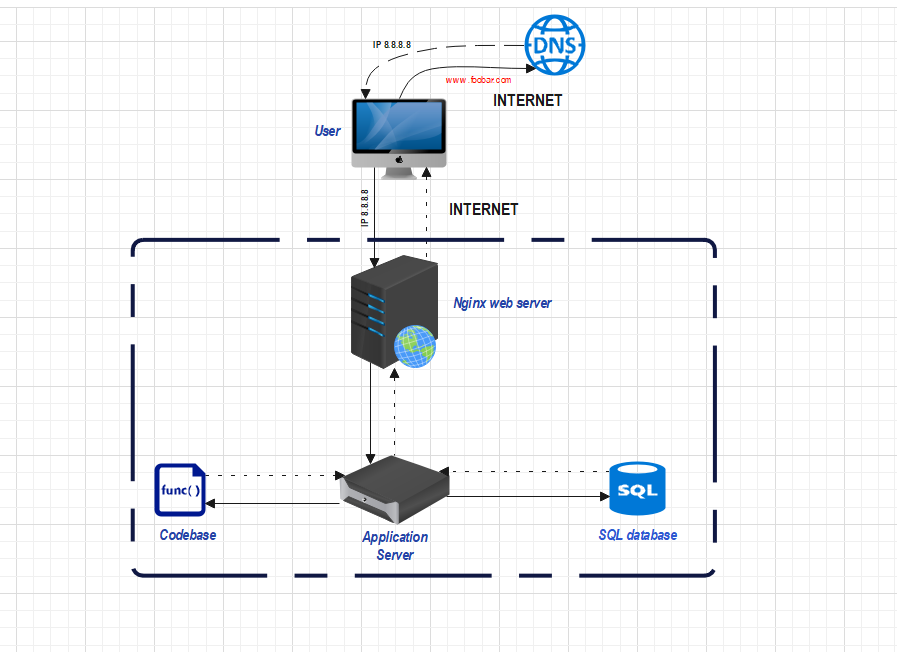 DNS
IP 8.8.8.8
www.foobar.com
INTERNET
User
IP 8.8.8.8
INTERNET
Nginx web server
func()
SQL
Codebase
Application
Server
SQL database